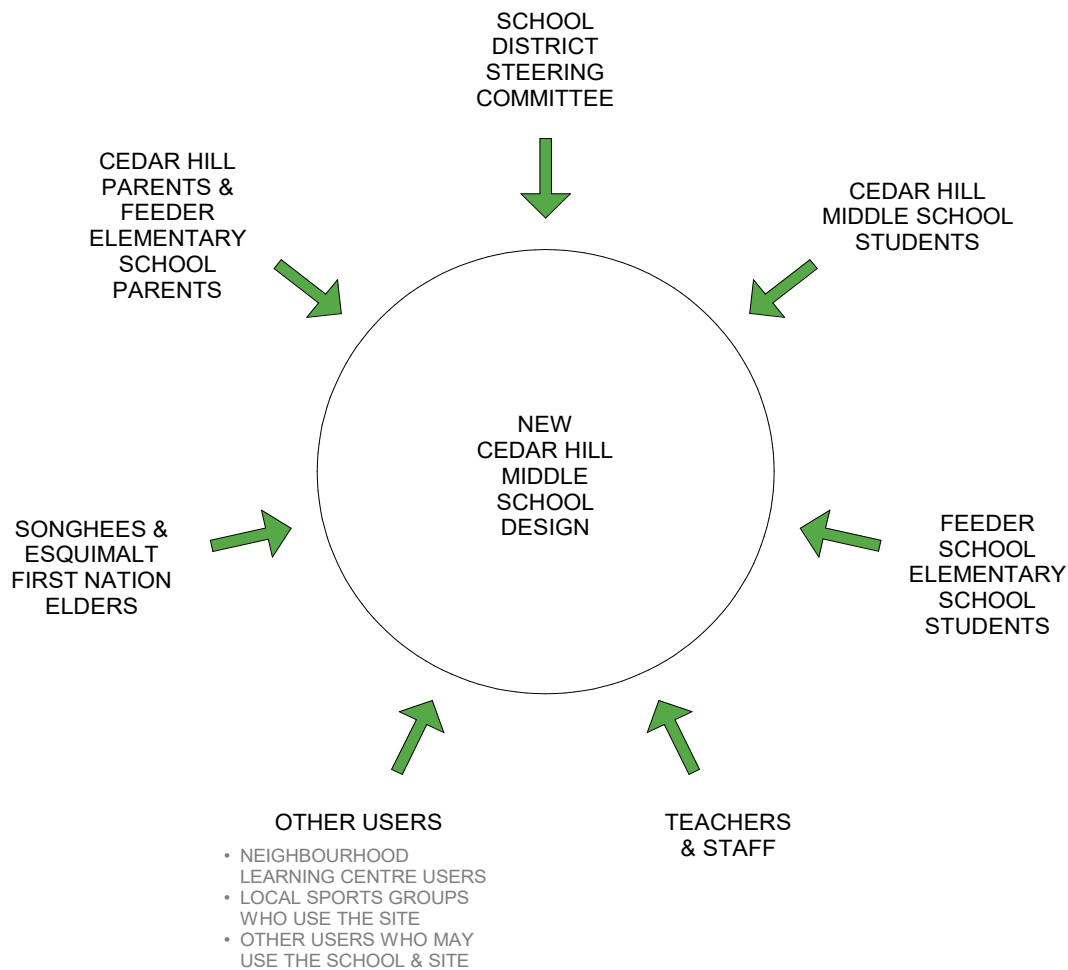 SCHOOL
DISTRICT
STEERING
COMMITTEE
CEDAR HILL
PARENTS &
FEEDER
ELEMENTARY
SCHOOL
PARENTS
CEDAR HILL
MIDDLE SCHOOL
STUDENTS
NEW
CEDAR HILL
MIDDLE
SCHOOL
DESIGN
SONGHEES &
ESQUIMALT
FIRST NATION
ELDERS
FEEDER
SCHOOL
ELEMENTARY
SCHOOL
STUDENTS
OTHER USERS
• NEIGHBOURHOOD
LEARNING CENTRE USERS
• LOCAL SPORTS GROUPS
WHO USE THE SITE
• OTHER USERS WHO MAY
USE THE SCHOOL & SITE
TEACHERS
& STAFF